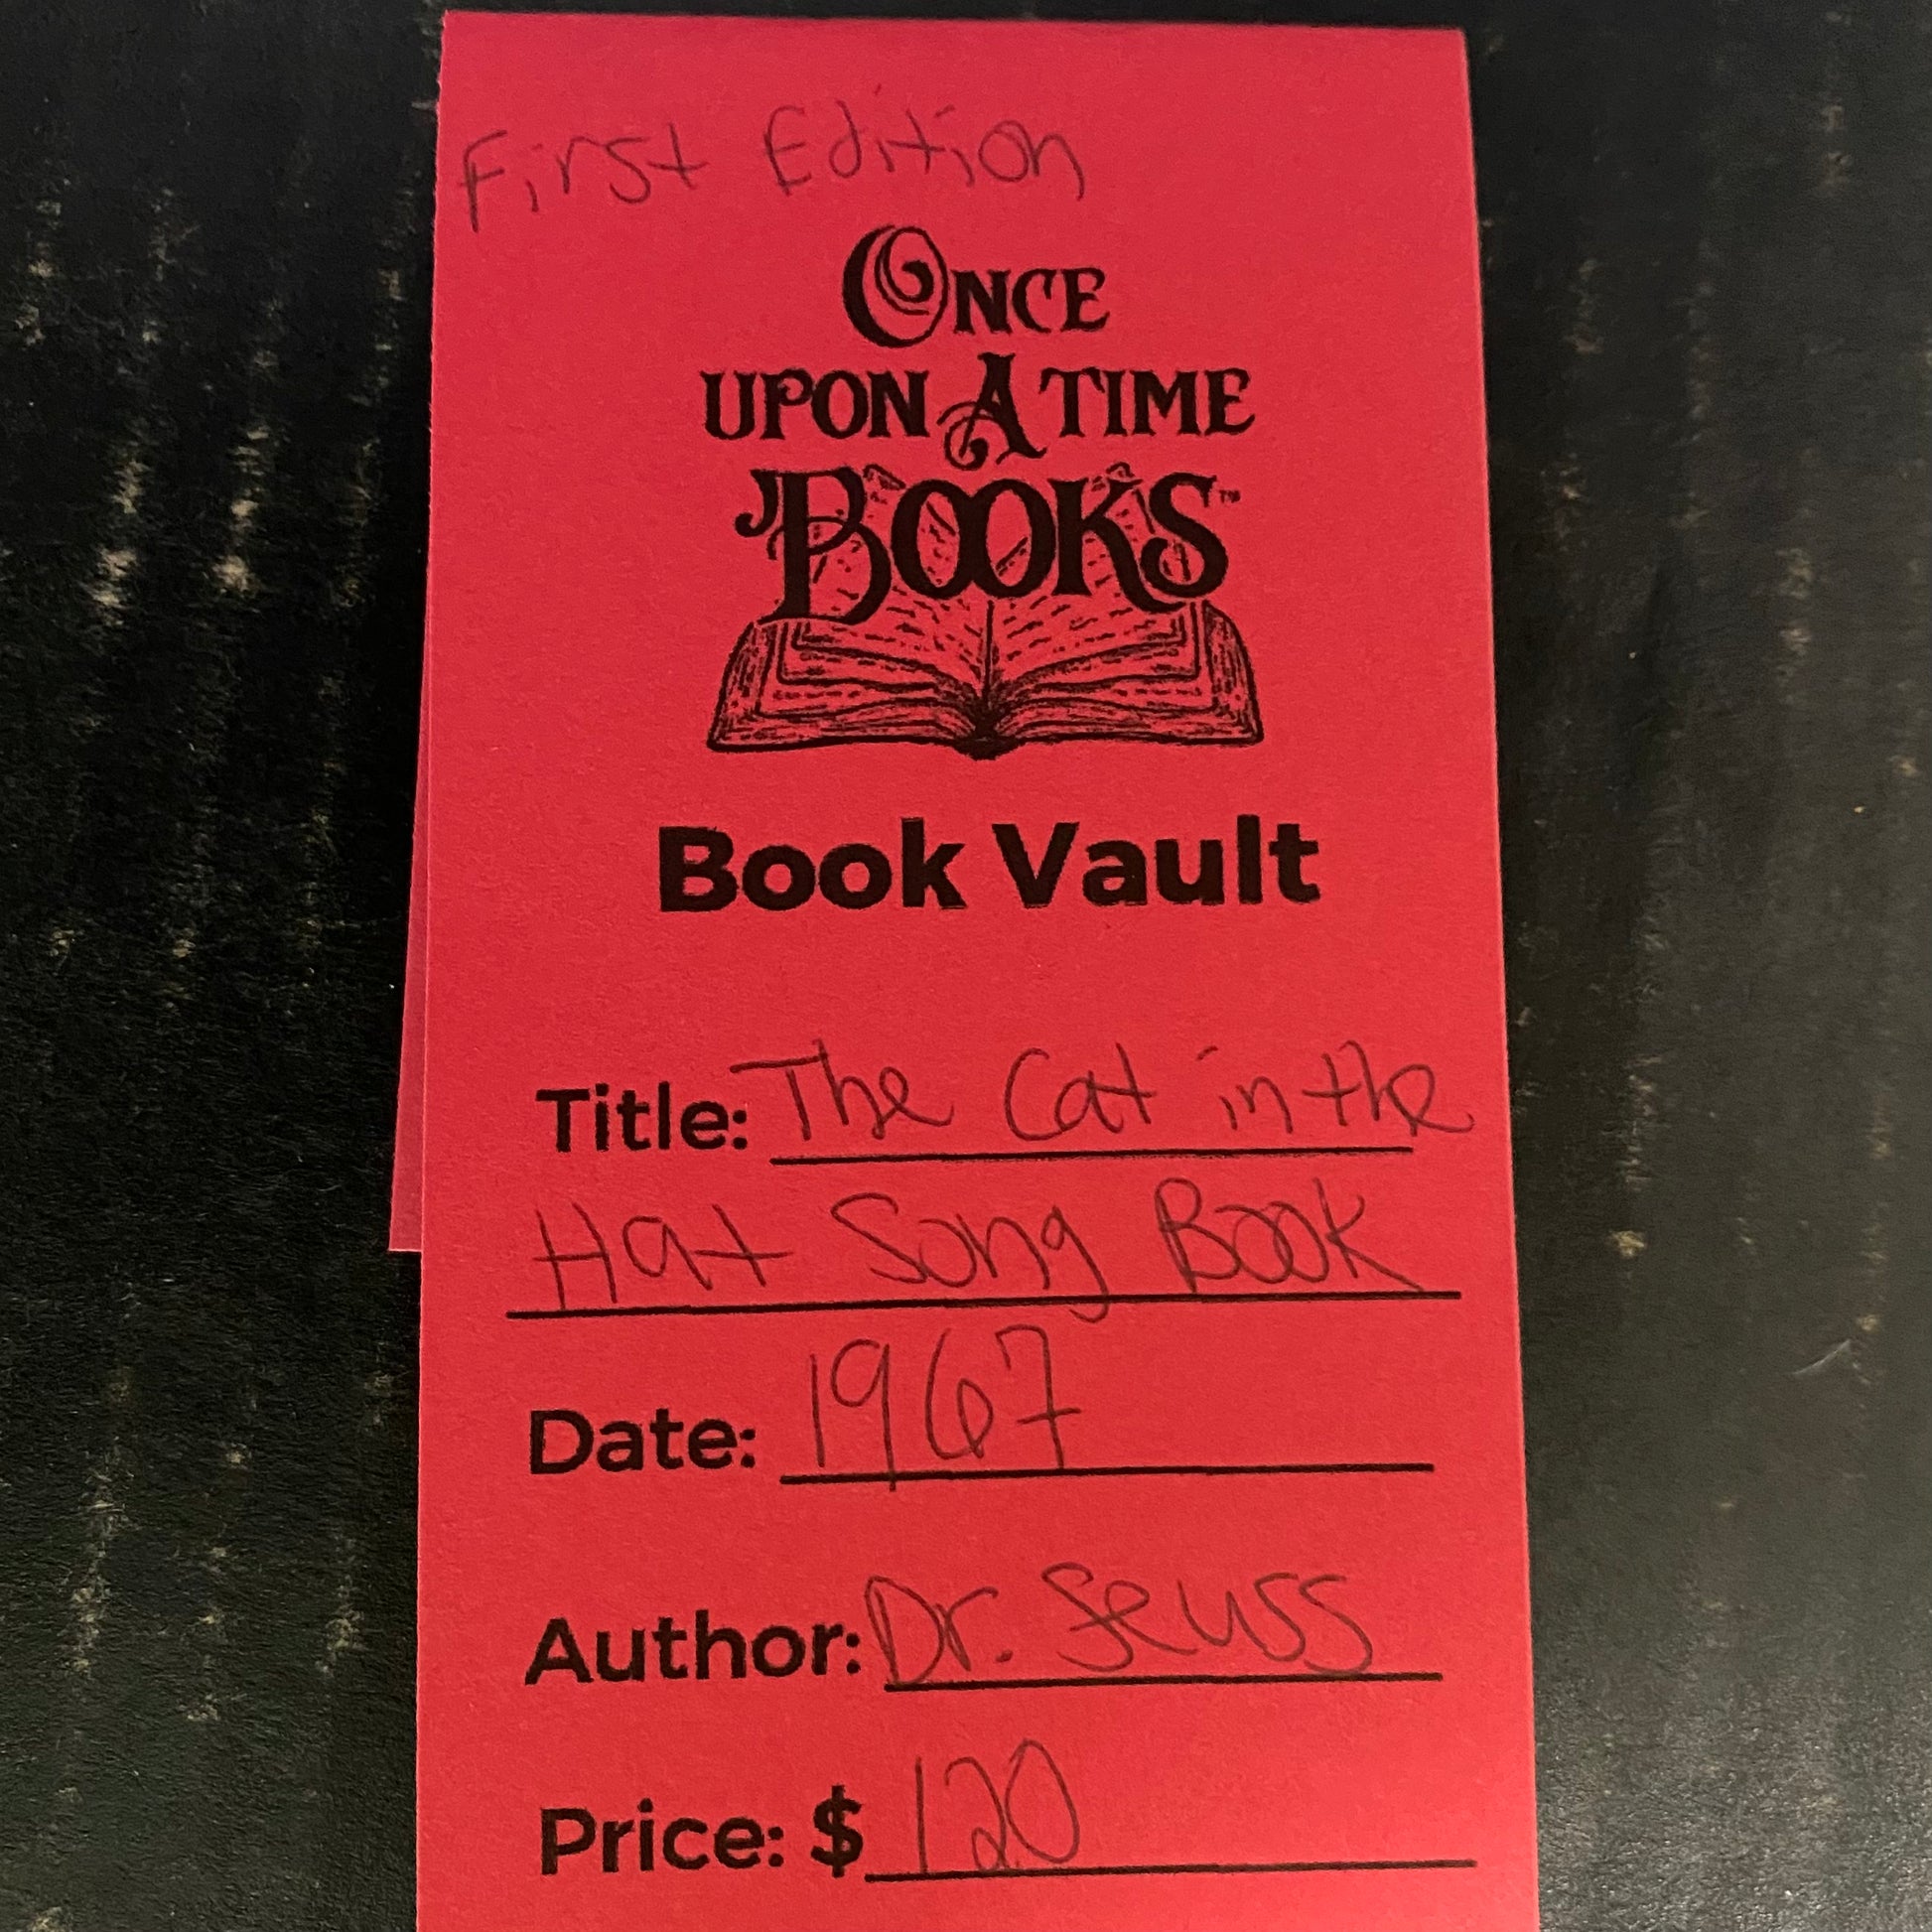 First Edition
ONCE
UPON A TIME
BOOKS™
Book Vault
Title: The Cat in the
Hat Song Book
Date: 1967
Author: Dr. Seuss
Price: $ 120